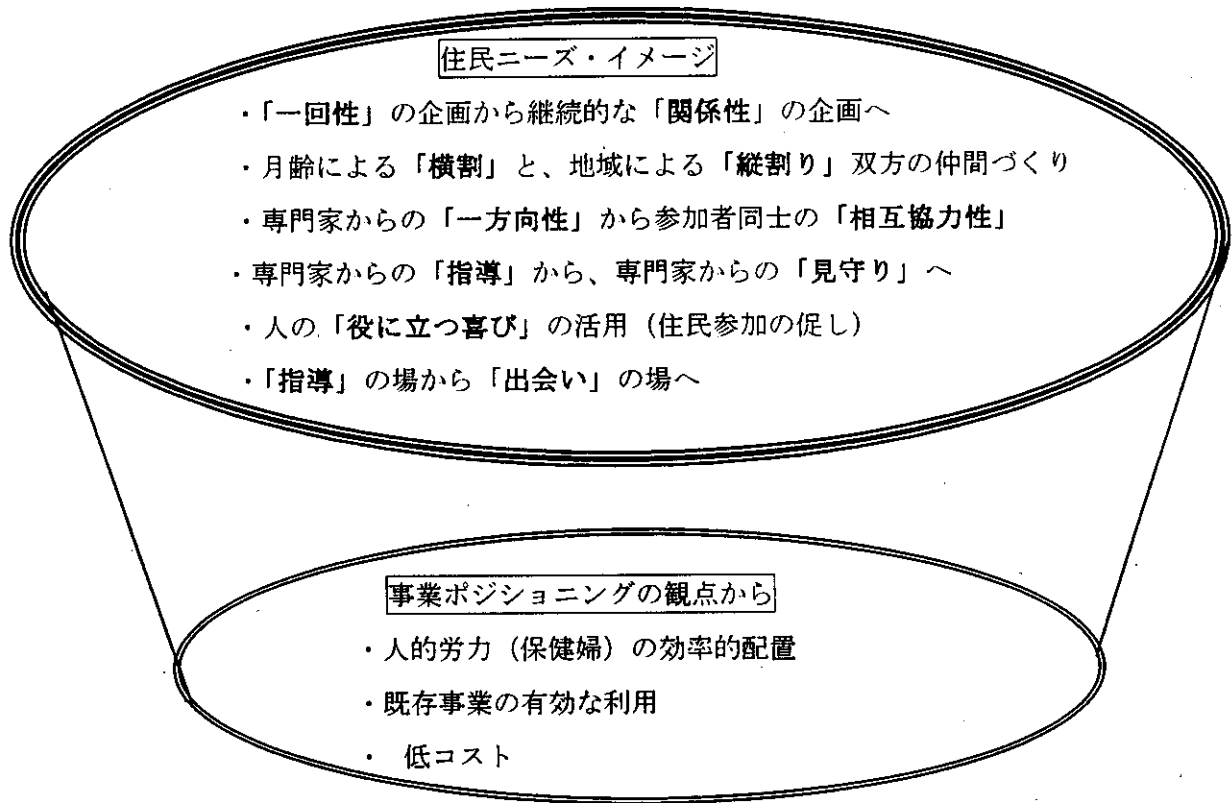 住民ニーズ・イメージ
・「一回性」の企画から継続的な「関係性」の企画へ
・月齢による「横割」と、地域による「縦割り」双方の仲間づくり
・専門家からの「一方向性」から参加者同士の「相互協力性」
・専門家からの「指導」から、専門家からの「見守り」へ
・人の「役に立つ喜び」の活用（住民参加の促し）
・「指導」の場から「出会い」の場へ
事業ポジショニングの観点から
・人的労力（保健婦）の効率的配置
・既存事業の有効な利用
・ 低コスト